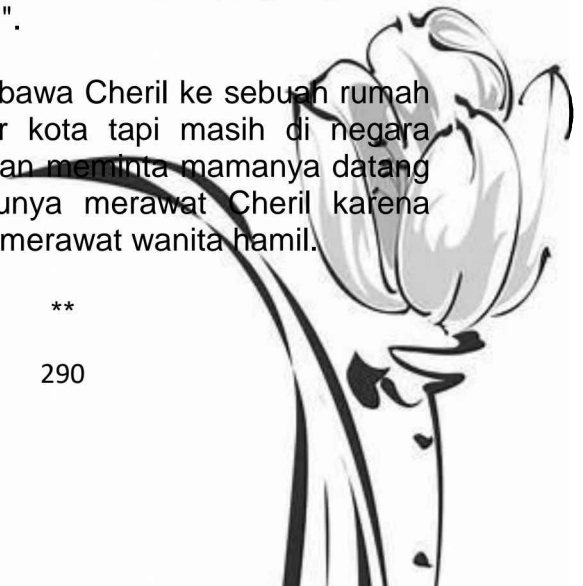 ".
bawa Cheril ke sebuah rumah
r kota tapi masih di negara
an meminta mamanya datang
unya merawat Cheril karena
merawat wanita hamil.
**
290